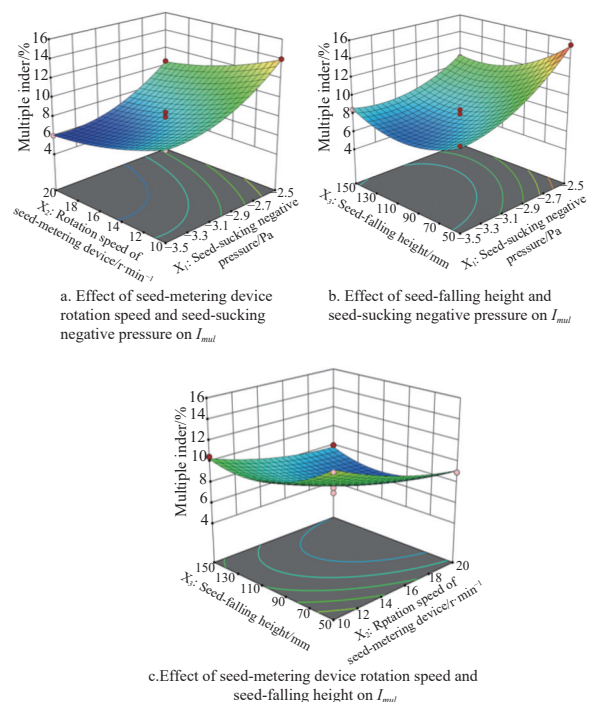 16
14
12
10
8
6
4
Multiple inder/%
20
18
16
14
12
10
X₂: Rotation speed of
seed-metering device/r·min⁻¹
−3.5
−3.3
−3.1
−2.9
−2.7
−2.5
X₁: Seed-sucking negative
pressure/Pa
a. Effect of seed-metering device
rotation speed and seed-sucking
negative pressure on Imul
16
14
12
10
8
6
4
Multiple inder/%
150
130
110
90
70
50
X₃: Seed-falling height/mm
−3.5
−3.3
−3.1
−2.9
−2.7
−2.5
X₁: Seed-sucking negative
pressure/Pa
b. Effect of seed-falling height and
seed-sucking negative pressure on Imul
16
14
12
10
8
6
4
Multiple inder/%
150
130
110
90
70
50
X₃: Seed-falling height/mm
10
12
14
16
18
20
X₂: Rptation speed of
seed-metering device/r·min⁻¹
c.Effect of seed-metering device rotation speed and
seed-falling height on Imul